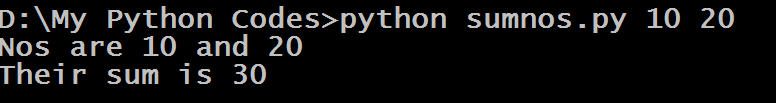 D:\My Python Codes>python sumnos.py 10 20
Nos are 10 and 20
Their sum is 30